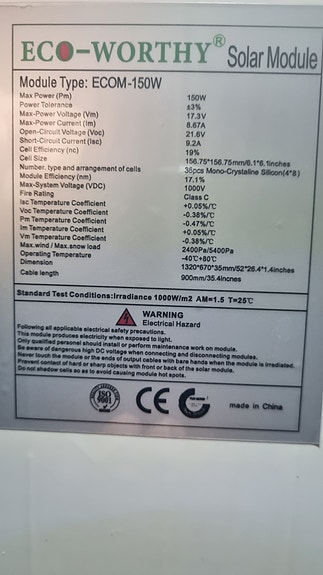 ECO-WORTHY® Solar Module
Module Type: ECOM-150W
Max Power (Pm) 150W
Power Tolerance ±3%
Max-Power Voltage (Vm) 17.3V
Max-Power Current (Im) 8.67A
Open-Circuit Voltage (Voc) 21.6V
Short-Circuit Current (Isc) 9.2A
Cell Efficiency (nc) 19%
Cell Size 156.75*156.75mm/6.1*6.1inches
Number. type and arrangement of cells 36pcs Mono-Crystaline Silicon(4*8)
Module Efficiency (nm) 17.1%
Max-System Voltage (VDC) 1000V
Fire Rating Class C
Isc Temperature Coefficient +0.05%/℃
Voc Temperature Coefficient -0.38%/℃
Pm Temperature Coefficient -0.47%/℃
Im Temperature Coefficient +0.05%/℃
Vm Temperature Coefficient -0.38%/℃
Max.wind / Max.snow load 2400Pa/5400Pa
Operating Temperature -40℃+80℃
Dimension 1320*670*35mm/52*26.4*1.4inches
Cable length 900mm/35.4inches
Standard Test Conditions:Irradiance 1000W/m2 AM=1.5 T=25℃
WARNING
Electrical Hazard
Following all applicable electrical safety precautions.
This module produces electricity when exposed to light.
Only qualified personnel should install or perform maintenance work on module.
Be aware of dangerous high DC voltage when connecting and disconnecting modules.
Never touch the module or the ends of output cables with bare hands when the module is irradiated.
Prevent contact of hard or sharp objects with front or back of the solar module.
Do not shadow cells so as to avoid causing module hot spots.
ISO
9001
CE
made in China